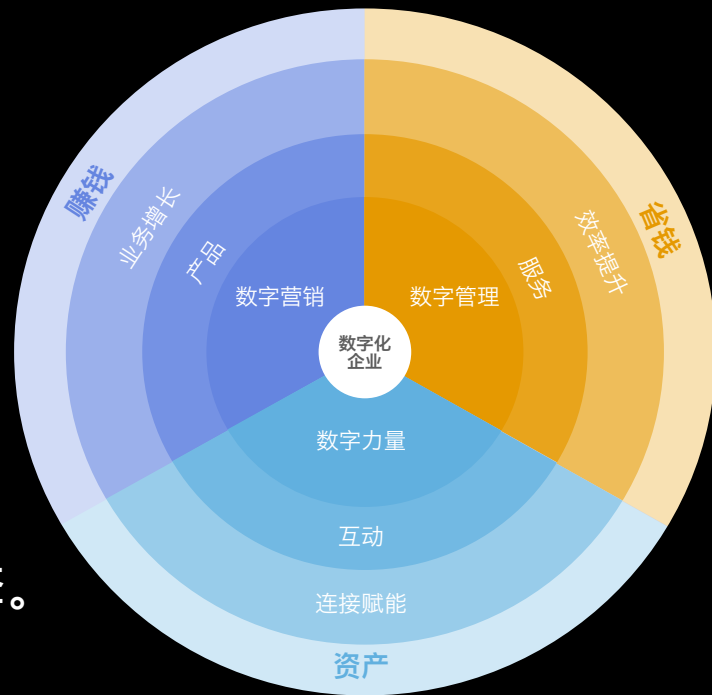 赚钱
业务增长
产品
数字营销
省钱
效率提升
服务
数字管理
数字化
企业
数字力量
互动
连接赋能
资产
。